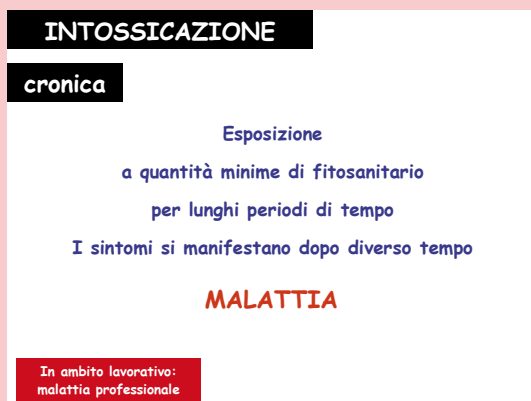 INTOSSICAZIONE
cronica
Esposizione
a quantità minime di fitosanitario
per lunghi periodi di tempo
I sintomi si manifestano dopo diverso tempo
MALATTIA
In ambito lavorativo:
malattia professionale